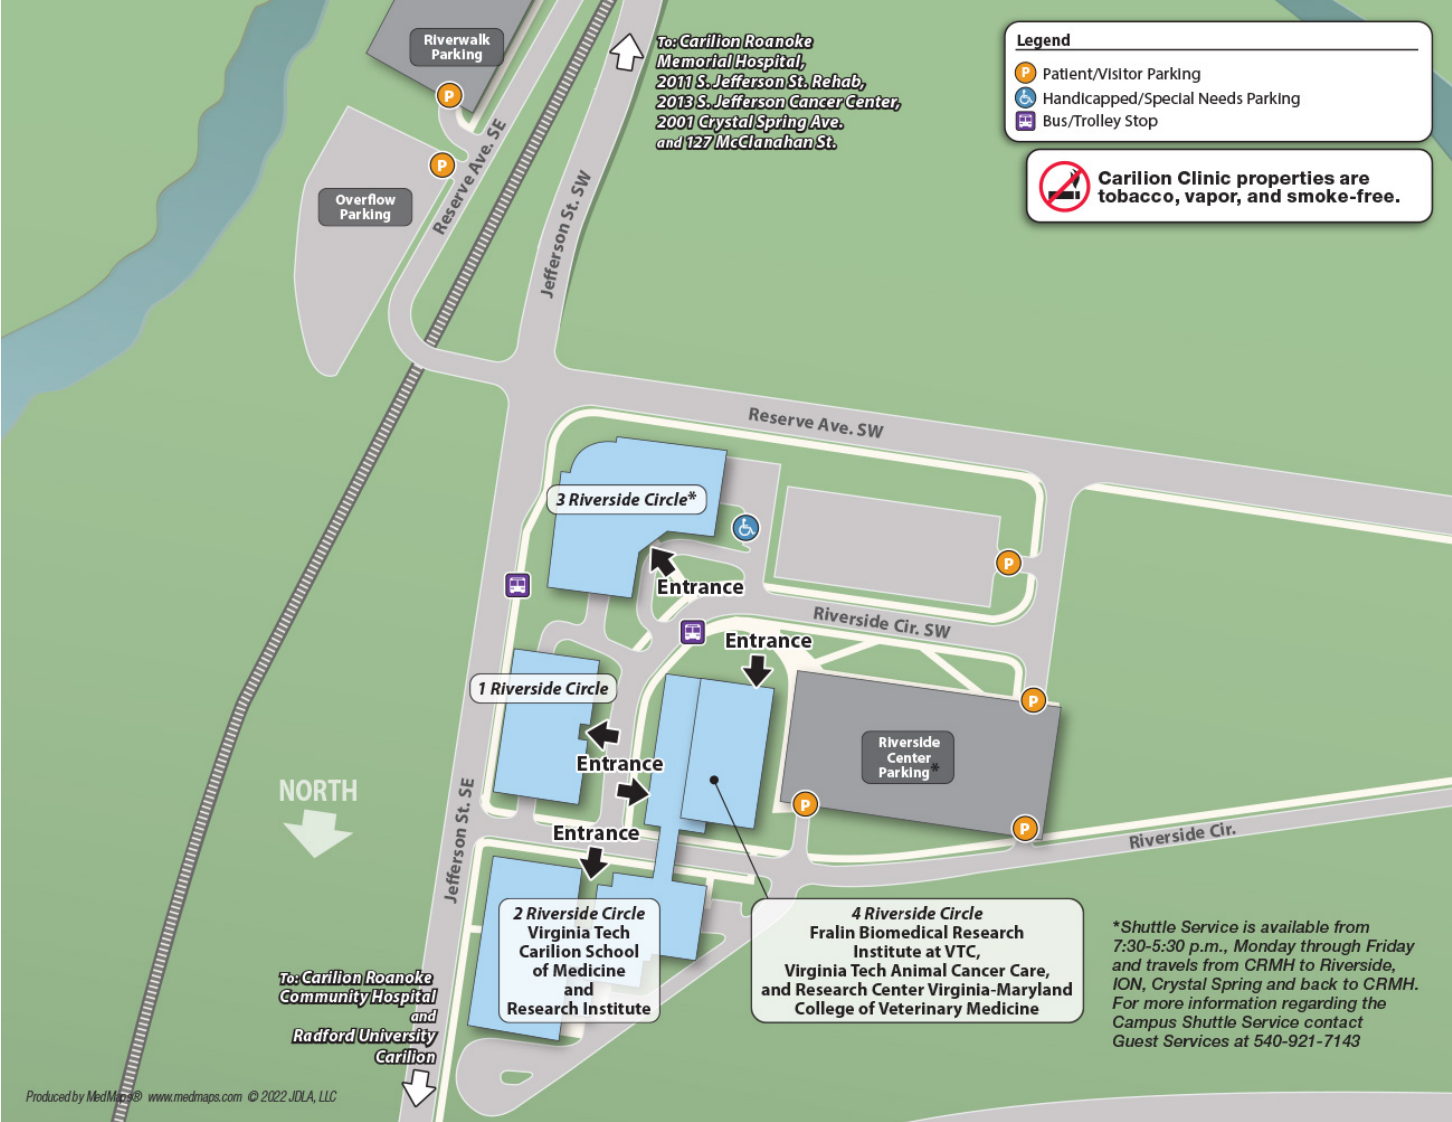 Riverwalk
Parking
P
To: Carilion Roanoke
Memorial Hospital,
2011 S. Jefferson St. Rehab,
2013 S. Jefferson Cancer Center,
2001 Crystal Spring Ave.
and 127 McClanahan St.
Legend
P Patient/Visitor Parking
Handicapped/Special Needs Parking
Bus/Trolley Stop
Carilion Clinic properties are
tobacco, vapor, and smoke-free.
P
Overflow
Parking
Reserve Ave. SE
Jefferson St. SW
Reserve Ave. SW
3 Riverside Circle*
P
Entrance
Riverside Cir. SW
Entrance
1 Riverside Circle
P
Riverside
Center
Parking*
Entrance
NORTH
P
P
Jefferson St. SE
Entrance
Riverside Cir.
2 Riverside Circle
Virginia Tech
Carilion School
of Medicine
and
Research Institute
4 Riverside Circle
Fralin Biomedical Research
Institute at VTC,
Virginia Tech Animal Cancer Care,
and Research Center Virginia-Maryland
College of Veterinary Medicine
*Shuttle Service is available from
7:30-5:30 p.m., Monday through Friday
and travels from CRMH to Riverside,
ION, Crystal Spring and back to CRMH.
For more information regarding the
Campus Shuttle Service contact
Guest Services at 540-921-7143
To: Carilion Roanoke
Community Hospital
and
Radford University
Carilion
Produced by MedMaps® www.medmaps.com © 2022 JDLA, LLC